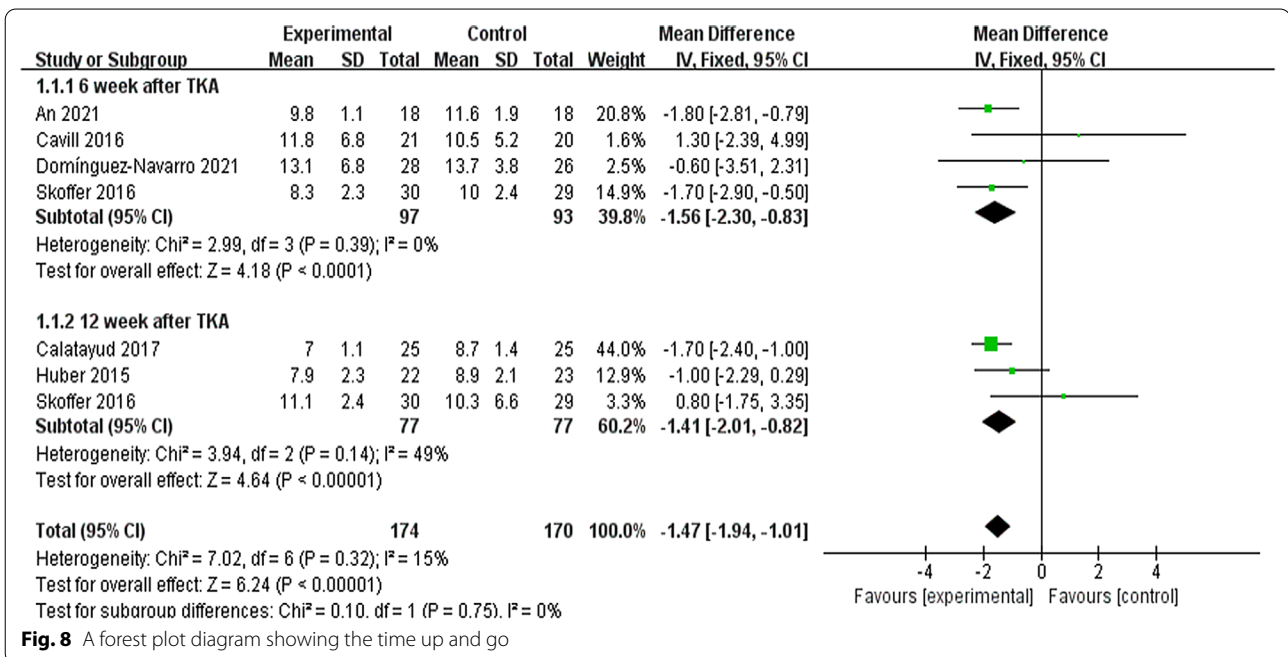 Experimental Control Mean Difference Mean Difference
Study or Subgroup Mean SD Total Mean SD Total Weight IV, Fixed, 95% CI IV, Fixed, 95% CI
1.1.1 6 week after TKA
An 2021 9.8 1.1 18 11.6 1.9 18 20.8% -1.80 [-2.81, -0.79]
Cavill 2016 11.8 6.8 21 10.5 5.2 20 1.6% 1.30 [-2.39, 4.99]
Domínguez-Navarro 2021 13.1 6.8 28 13.7 3.8 26 2.5% -0.60 [-3.51, 2.31]
Skoffer 2016 8.3 2.3 30 10 2.4 29 14.9% -1.70 [-2.90, -0.50]
Subtotal (95% CI) 97 93 39.8% -1.56 [-2.30, -0.83]
Heterogeneity: Chi² = 2.99, df = 3 (P = 0.39); I² = 0%
Test for overall effect: Z = 4.18 (P < 0.0001)
1.1.2 12 week after TKA
Calatayud 2017 7 1.1 25 8.7 1.4 25 44.0% -1.70 [-2.40, -1.00]
Huber 2015 7.9 2.3 22 8.9 2.1 23 12.9% -1.00 [-2.29, 0.29]
Skoffer 2016 11.1 2.4 30 10.3 6.6 29 3.3% 0.80 [-1.75, 3.35]
Subtotal (95% CI) 77 77 60.2% -1.41 [-2.01, -0.82]
Heterogeneity: Chi² = 3.94, df = 2 (P = 0.14); I² = 49%
Test for overall effect: Z = 4.64 (P < 0.00001)
Total (95% CI) 174 170 100.0% -1.47 [-1.94, -1.01]
Heterogeneity: Chi² = 7.02, df = 6 (P = 0.32); I² = 15%
Test for overall effect: Z = 6.24 (P < 0.00001)
Test for subgroup differences: Chi² = 0.10, df = 1 (P = 0.75), I² = 0%
-4 -2 0 2 4
Favours [experimental] Favours [control]
Fig. 8 A forest plot diagram showing the time up and go